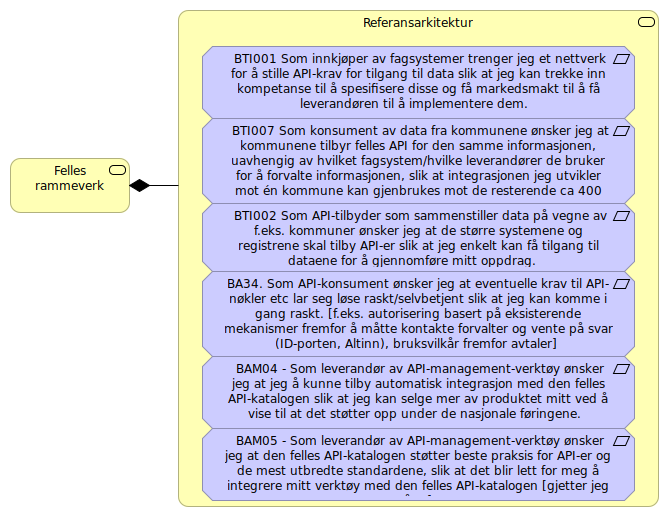 Referansarkitektur
BTI001 Som innkjøper av fagsystemer trenger jeg et nettverk
for å stille API-krav for tilgang til data slik at jeg kan trekke inn
kompetanse til å spesifisere disse og få markedsmakt til å få
leverandøren til å implementere dem.
BTI007 Som konsument av data fra kommunene ønsker jeg at
kommunene tilbyr felles API for den samme informasjonen,
uavhengig av hvilket fagsystem/hvilke leverandører de bruker
for å forvalte informasjonen, slik at integrasjonen jeg utvikler
mot én kommune kan gjenbrukes mot de resterende ca 400
Felles
rammeverk
BTI002 Som API-tilbyder som sammenstiller data på vegne av
f.eks. kommuner ønsker jeg at de større systemene og
registrene skal tilby API-er slik at jeg enkelt kan få tilgang til
dataene for å gjennomføre mitt oppdrag.
BA34. Som API-konsument ønsker jeg at eventuelle krav til API-
nøkler etc lar seg løse raskt/selvbetjent slik at jeg kan komme i
gang raskt. [f.eks. autorisering basert på eksisterende
mekanismer fremfor å måtte kontakte forvalter og vente på svar
(ID-porten, Altinn), bruksvilkår fremfor avtaler]
BAM04 - Som leverandør av API-management-verktøy ønsker
jeg at jeg å kunne tilby automatisk integrasjon med den felles
API-katalogen slik at jeg kan selge mer av produktet mitt ved å
vise til at det støtter opp under de nasjonale føringene.
BAM05 - Som leverandør av API-management-verktøy ønsker
jeg at den felles API-katalogen støtter beste praksis for API-er og
de mest utbredte standardene, slik at det blir lett for meg å
integrere mitt verktøy med den felles API-katalogen [gjetter jeg